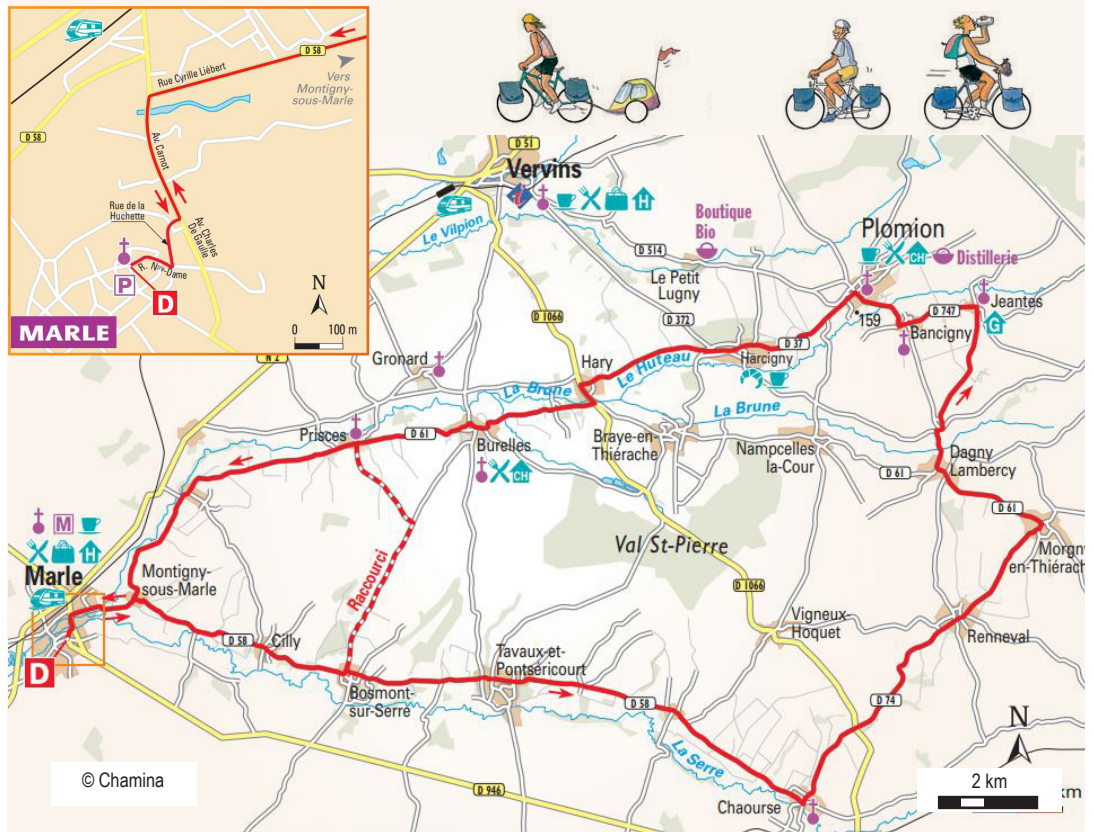 D 58
Rue Cyrille Liébert
Vers
Montigny-
sous-Marle
D 58
Av. Carnot
Rue de la
Huchette
Av. Charles
De Gaulle
R. Ntre-Dame
P
D
N
0 100 m
MARLE
D 51
Vervins
i
H
Le Vilpion
D 514
Boutique
Bio
Le Petit
Lugny
D 372
Plomion
CH
Distillerie
159
D 747
Jeantes
G
Bancigny
D 1066
N 2
Gronard
Hary
Le Huteau
Harcigny
D 37
La Brune
La Brune
Prisces
D 61
Burelles
CH
Braye-en-
Thiérache
Nampcelles
la-Cour
D 61
Dagny
Lambercy
D 61
Morgny
en-Thiérach
Val St-Pierre
M
H
Marle
Montigny-
sous-Marle
Raccourci
D 1066
Vigneux-
Hoquet
Renneval
D 58
Cilly
D
Bosmont-
sur-Serre
Tavaux-et-
Pontséricourt
D 58
D 74
La Serre
N
© Chamina
D 946
Chaourse
2 km
km